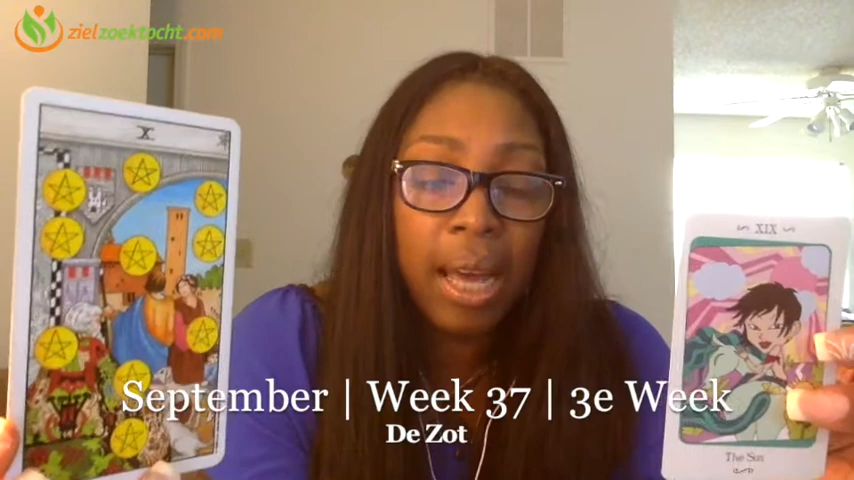 zielzoektocht.com
X
XIX
September | Week 37 | 3e Week
De Zot
The Sun